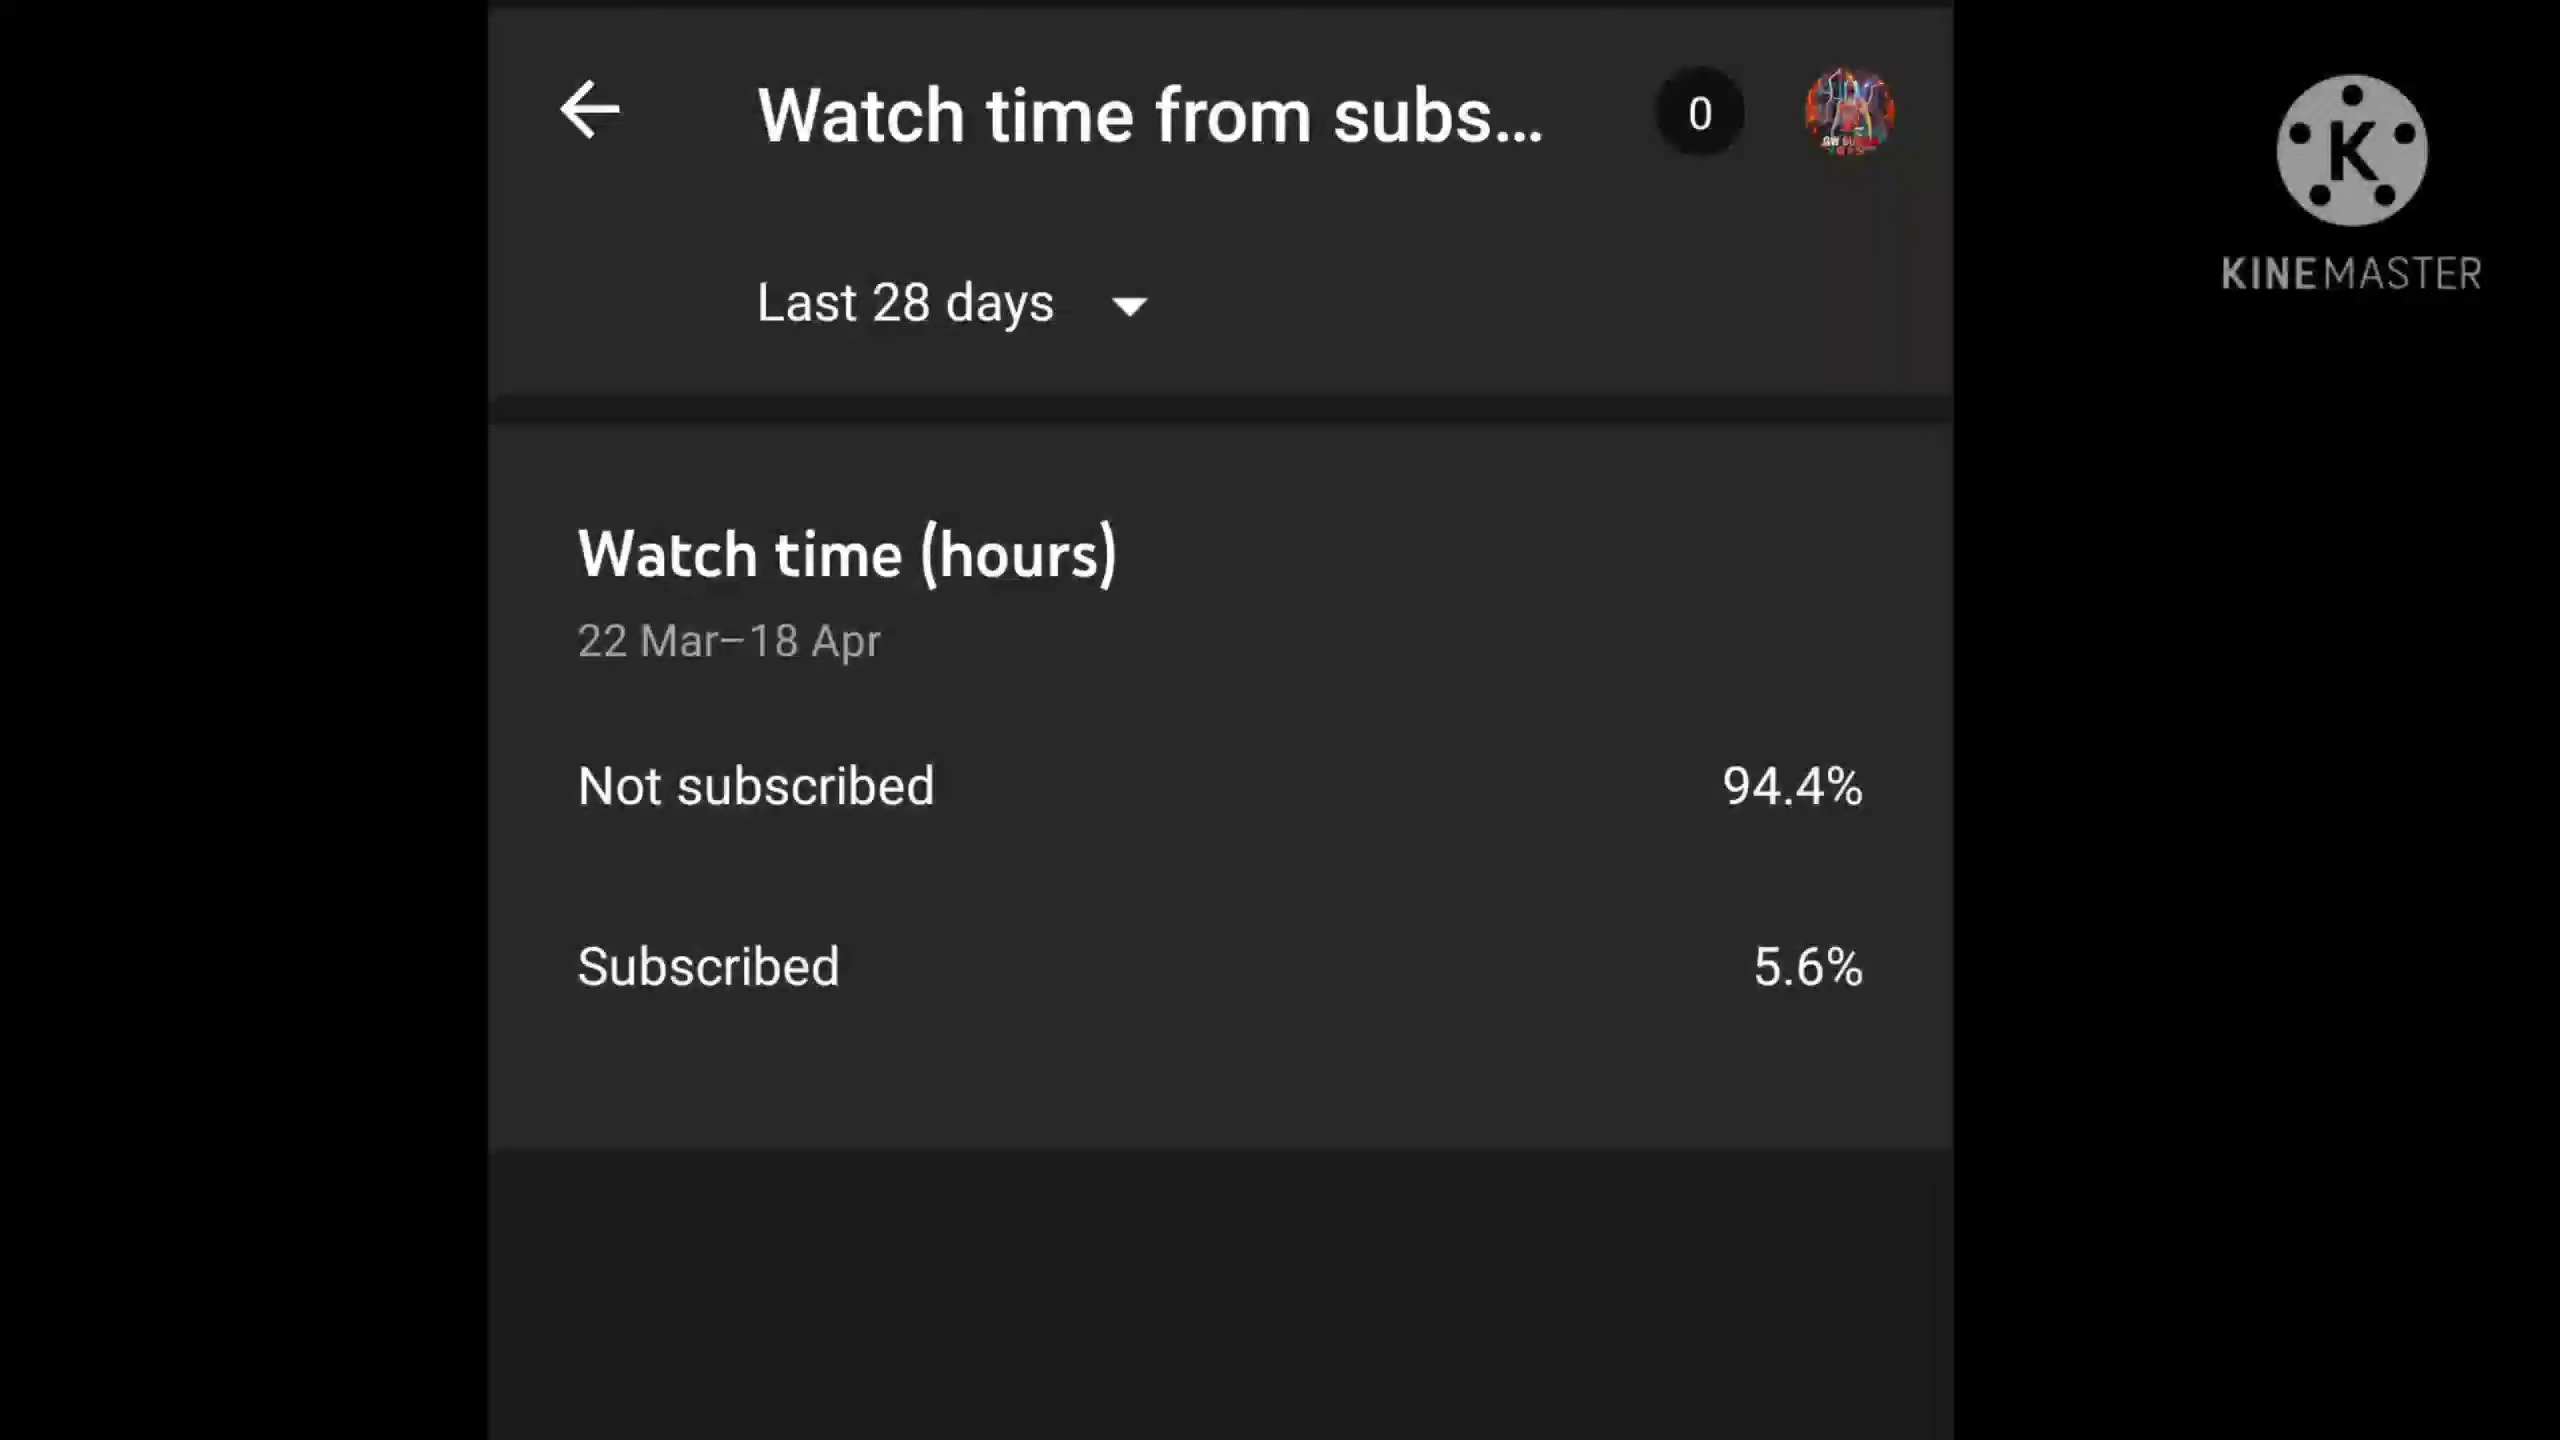 Watch time from subs...
0
KINEMASTER
Last 28 days
Watch time (hours)
22 Mar–18 Apr
Not subscribed 94.4%
Subscribed 5.6%